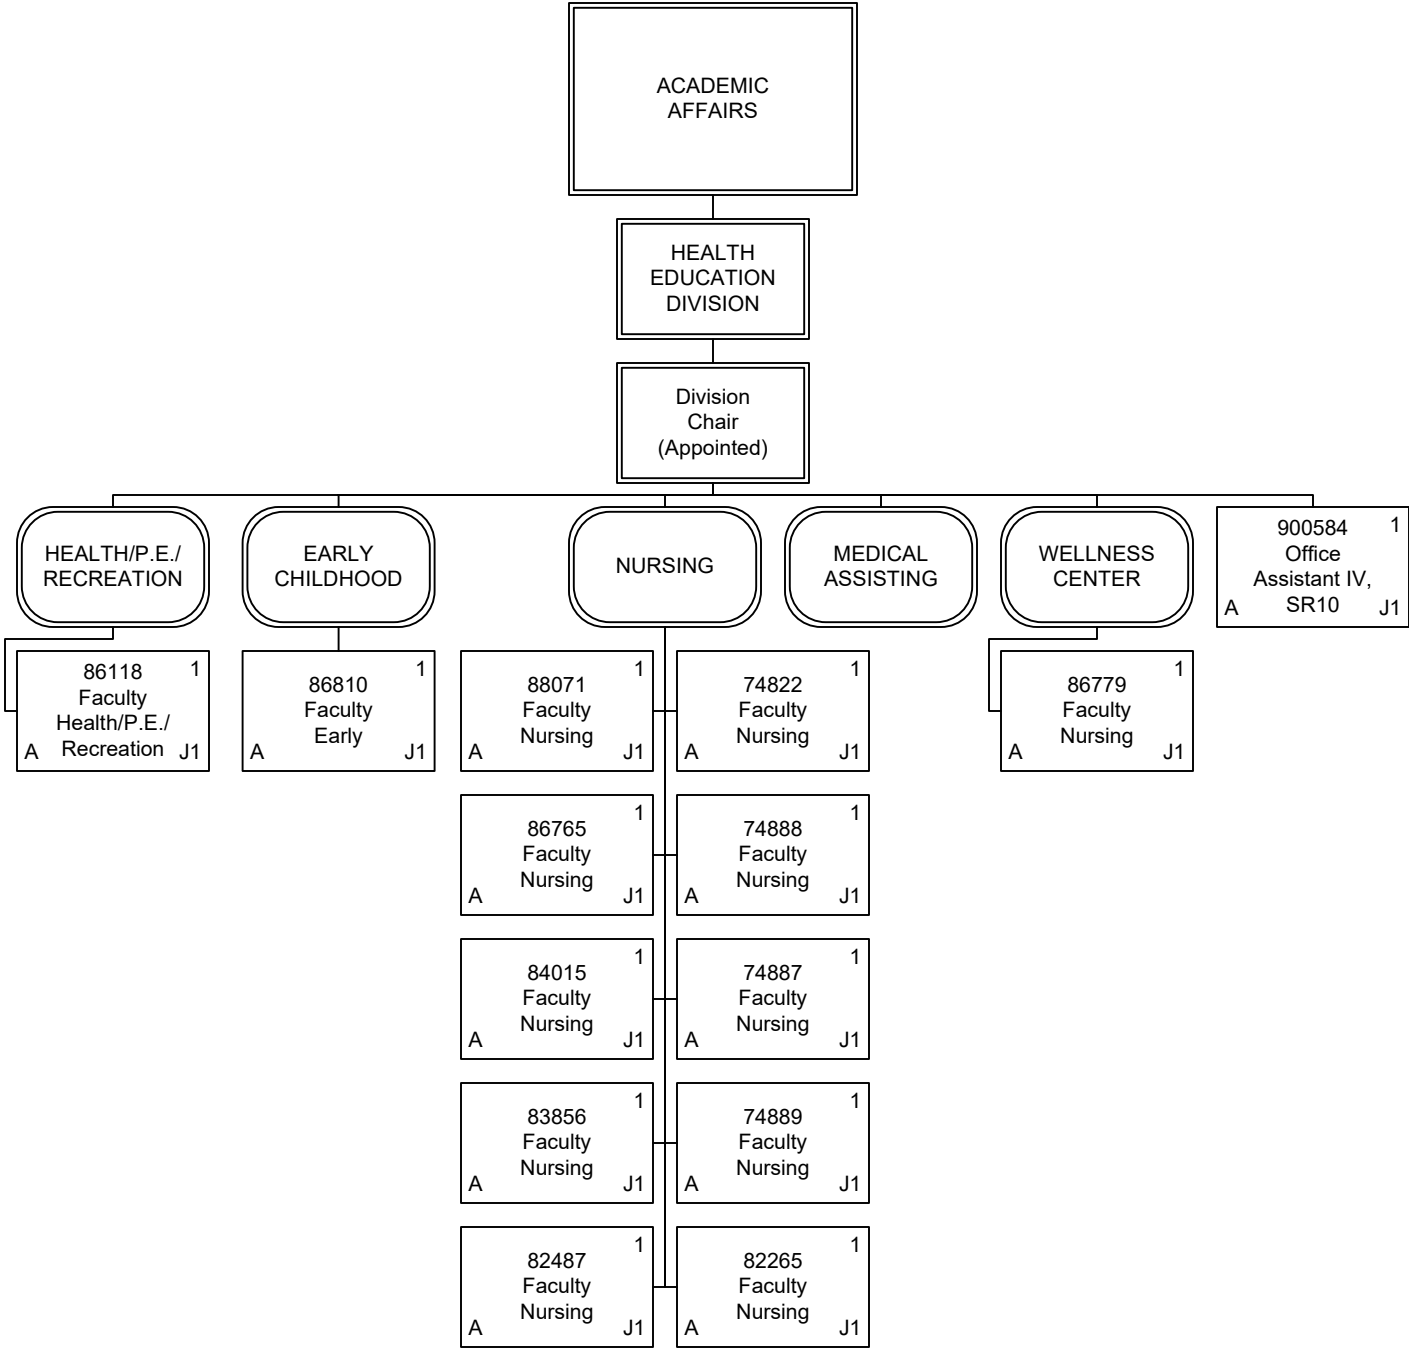 ACADEMIC
AFFAIRS
HEALTH
EDUCATION
DIVISION
Division
Chair
(Appointed)
HEALTH/P.E./
RECREATION
EARLY
CHILDHOOD
NURSING
MEDICAL
ASSISTING
WELLNESS
CENTER
900584 1
Office
Assistant IV,
A SR10 J1
86118 1
Faculty
Health/P.E./
A Recreation J1
1
86810
Faculty
Early
A J1
1
88071
Faculty
Nursing
A J1
1
74822
Faculty
Nursing
A J1
1
86779
Faculty
Nursing
A J1
1
86765
Faculty
Nursing
A J1
1
74888
Faculty
Nursing
A J1
1
84015
Faculty
Nursing
A J1
1
74887
Faculty
Nursing
A J1
1
83856
Faculty
Nursing
A J1
1
74889
Faculty
Nursing
A J1
1
82487
Faculty
Nursing
A J1
1
82265
Faculty
Nursing
A J1